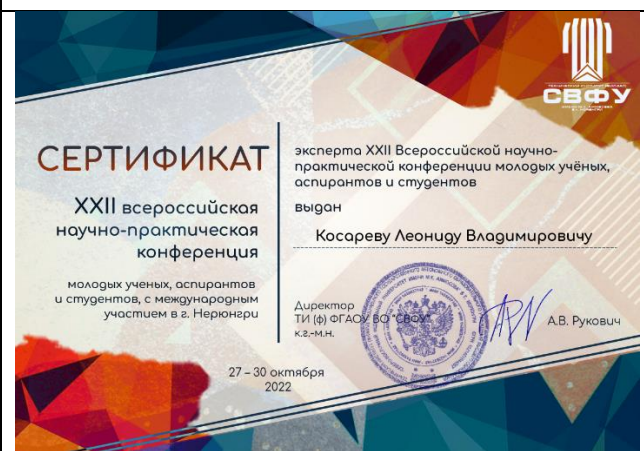 СВФУ
СЕРТИФИКАТ
XXII всероссийская
научно-практическая
конференция
молодых ученых, аспирантов
и студентов, с международным
участием в г. Нерюнгри
27 – 30 октября
2022
эксперта XXII Всероссийской научно-
практической конференции молодых учёных,
аспирантов и студентов
выдан
Косареву Леониду Владимировичу
Директор
ТИ (ф) ФГАОУ ВО "СВФУ"
к.г.-м.н.
А.В. Рукович